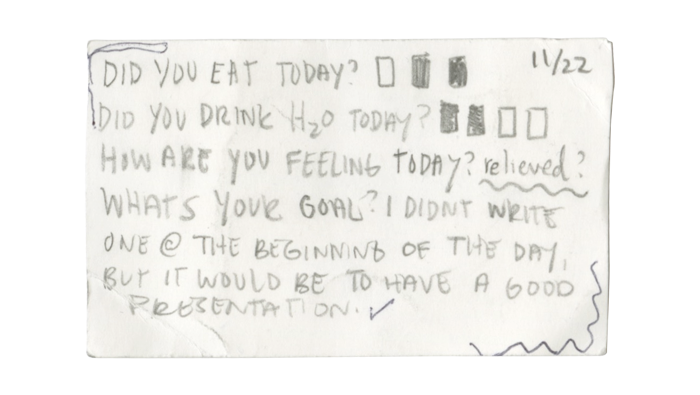 DID YOU EAT TODAY? 11/22
DID YOU DRINK H₂O TODAY?
HOW ARE YOU FEELING TODAY? relieved?
WHATS YOUR GOAL? I DIDNT WRITE
ONE @ THE BEGINNING OF THE DAY,
BUT IT WOULD BE TO HAVE A GOOD
PRESENTATION. ✓